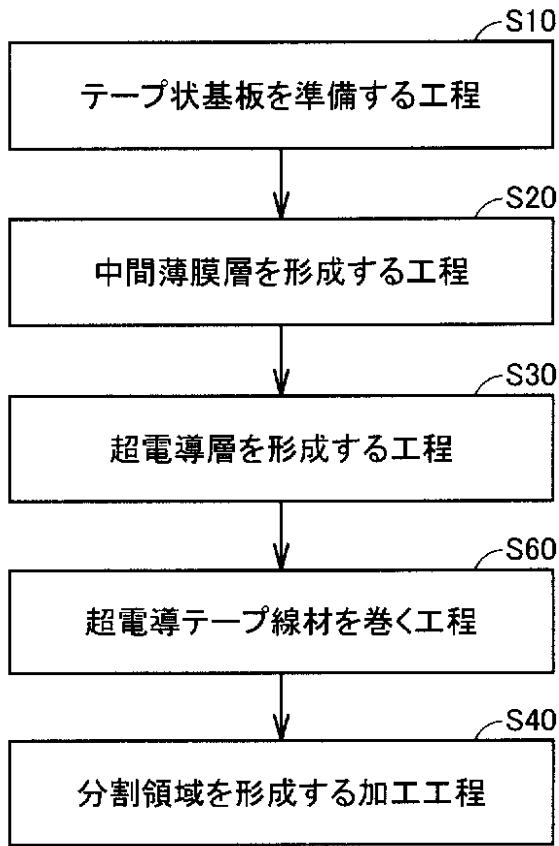 S10
テープ状基板を準備する工程
S20
中間薄膜層を形成する工程
S30
超電導層を形成する工程
S60
超電導テープ線材を巻く工程
S40
分割領域を形成する加工工程